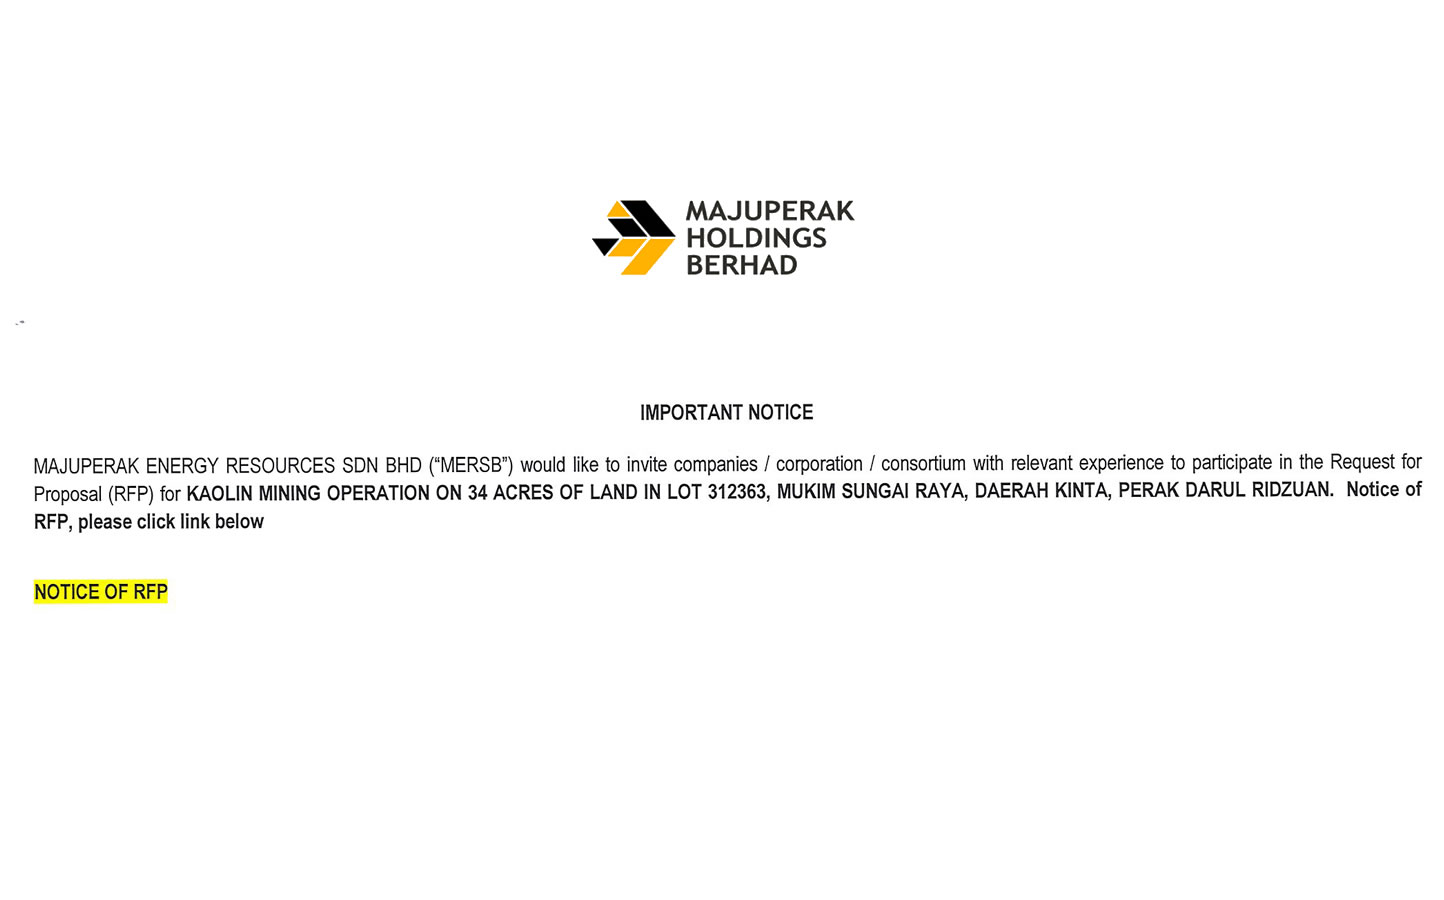 MAJUPERAK
HOLDINGS
BERHAD
IMPORTANT NOTICE
MAJUPERAK ENERGY RESOURCES SDN BHD (“MERSB”) would like to invite companies / corporation / consortium with relevant experience to participate in the Request for
Proposal (RFP) for KAOLIN MINING OPERATION ON 34 ACRES OF LAND IN LOT 312363, MUKIM SUNGAI RAYA, DAERAH KINTA, PERAK DARUL RIDZUAN. Notice of
RFP, please click link below
NOTICE OF RFP